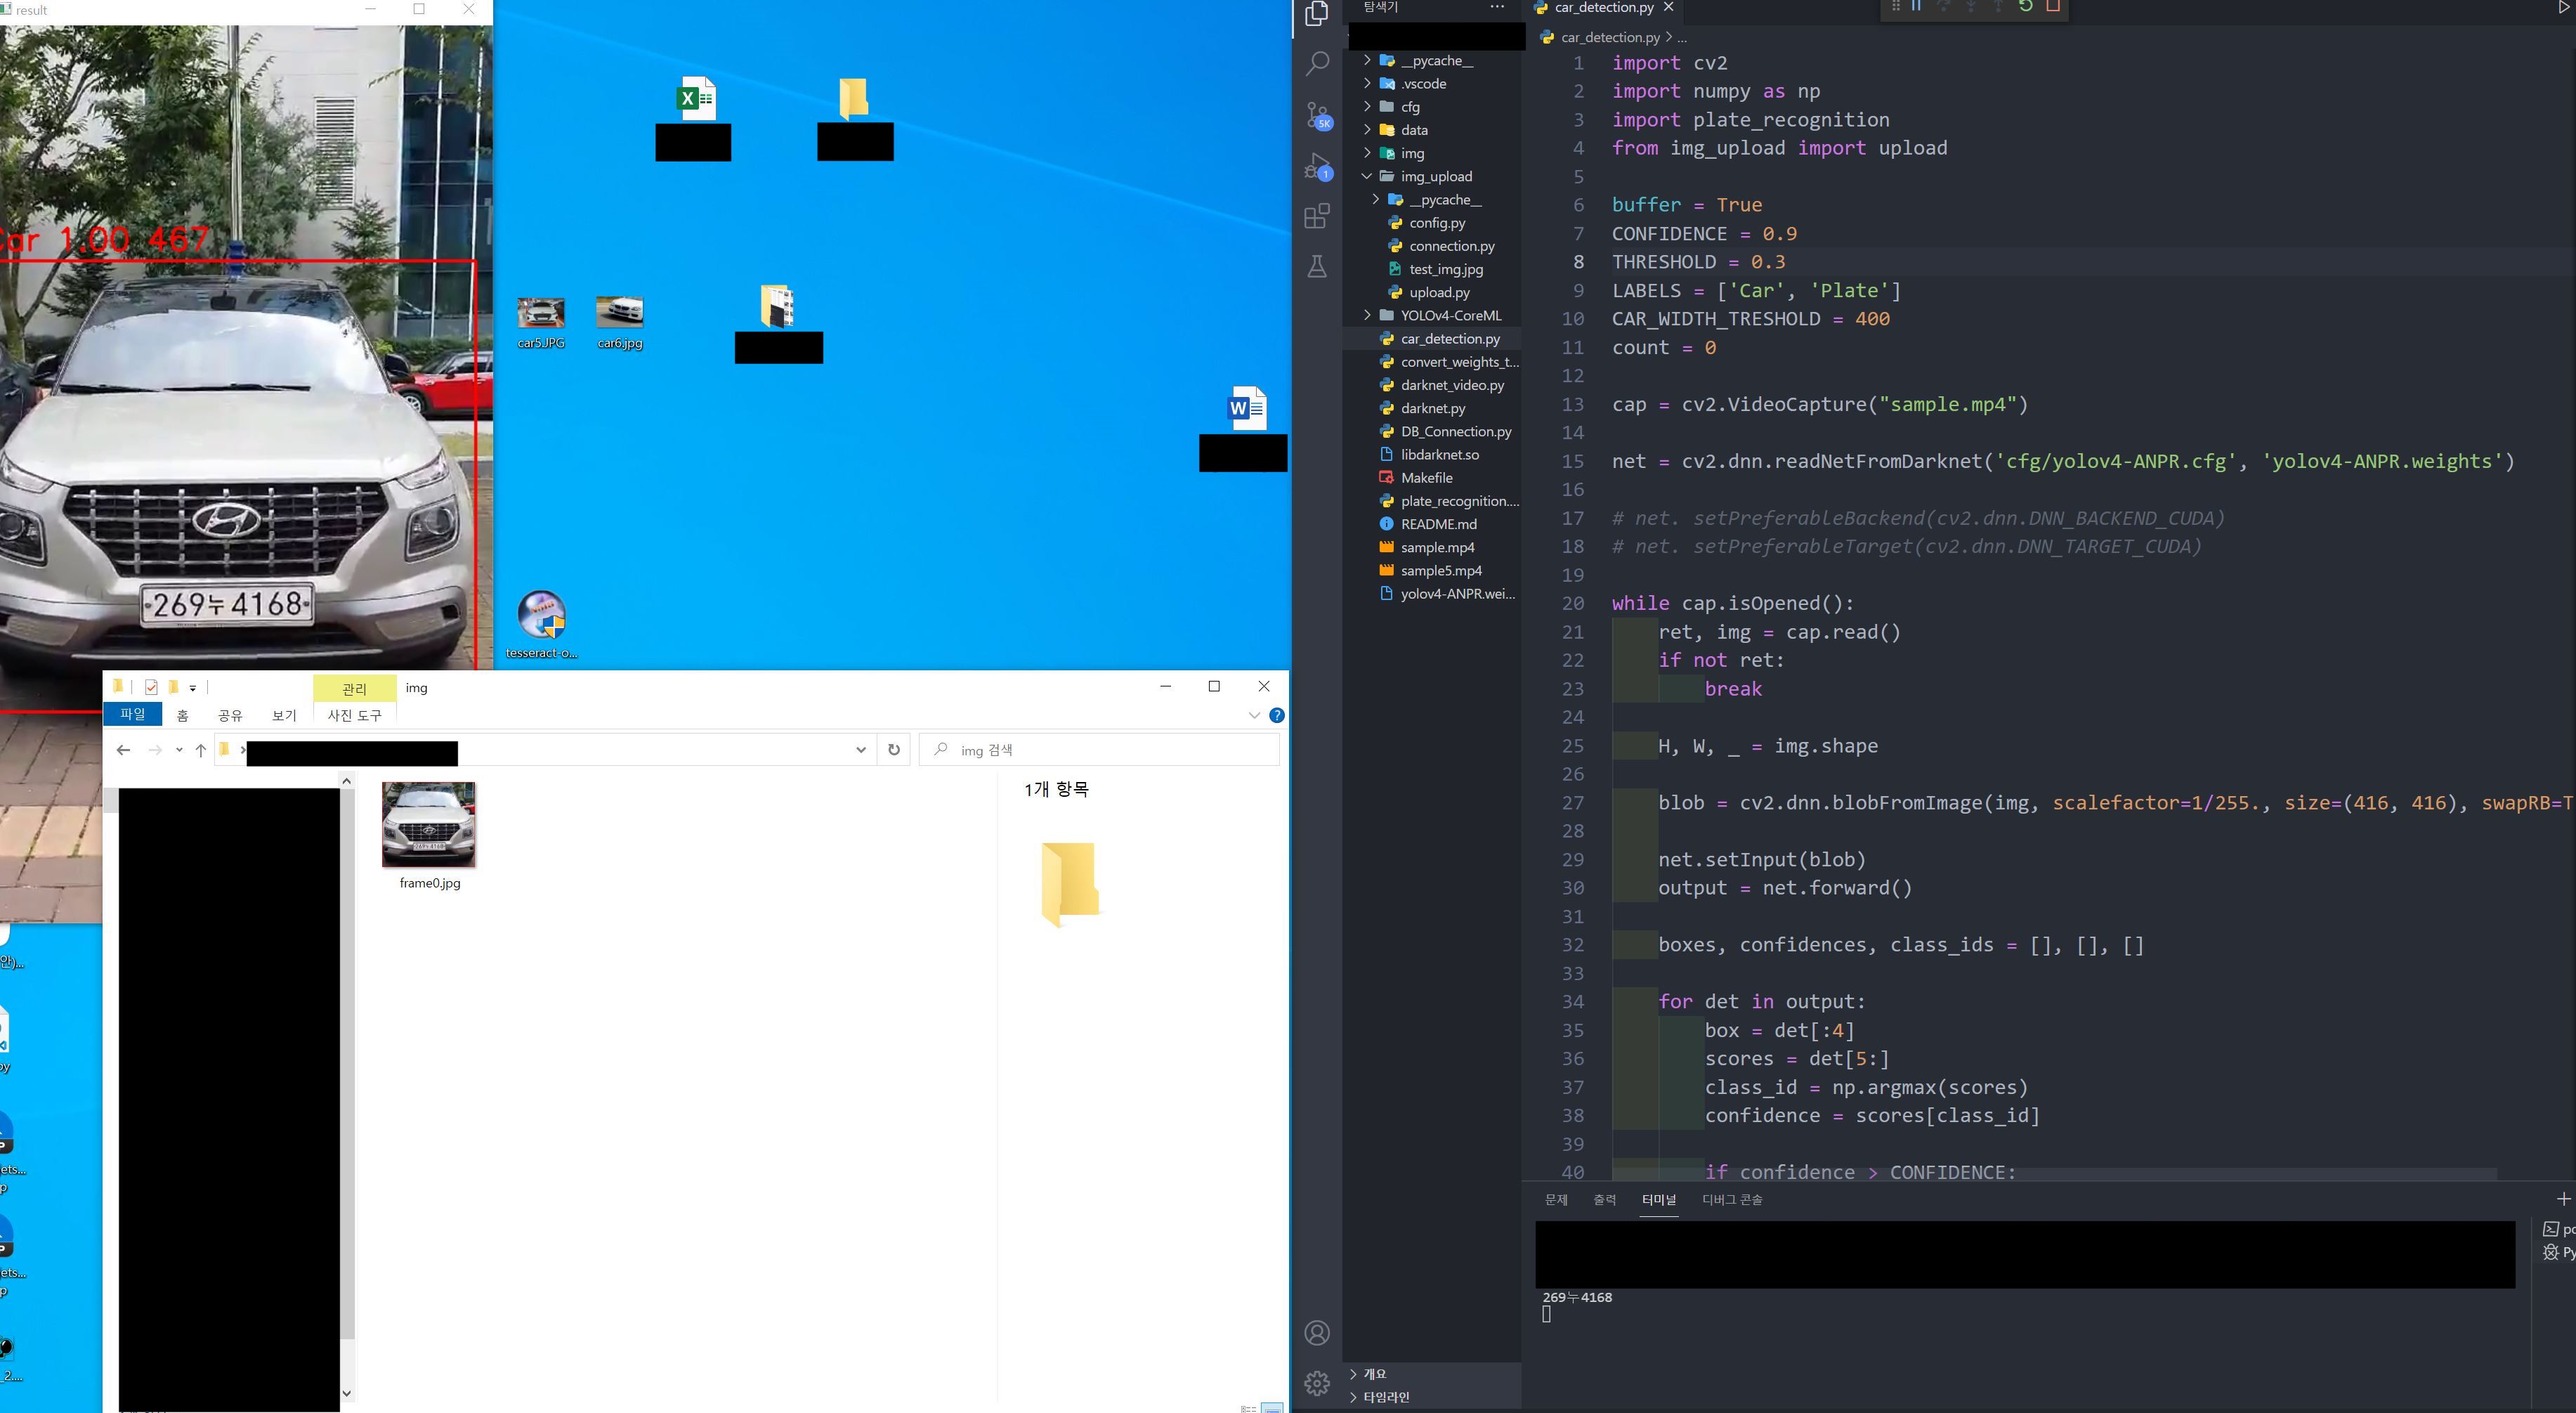 result
Car 1.00 467
269누4168
car5.JPG
car6.jpg
tesseract-o...
관리
img
파일
홈
공유
보기
사진 도구
img 검색
1개 항목
frame0.jpg
탐색기
__pycache__
.vscode
cfg
data
img
img_upload
__pycache__
config.py
connection.py
test_img.jpg
upload.py
YOLOv4-CoreML
car_detection.py
convert_weights_t...
darknet_video.py
darknet.py
DB_Connection.py
libdarknet.so
Makefile
plate_recognition....
README.md
sample.mp4
sample5.mp4
yolov4-ANPR.wei...
개요
타임라인
5K
1
car_detection.py
car_detection.py > ...
1 import cv2
2 import numpy as np
3 import plate_recognition
4 from img_upload import upload
5
6 buffer = True
7 CONFIDENCE = 0.9
8 THRESHOLD = 0.3
9 LABELS = ['Car', 'Plate']
10 CAR_WIDTH_TRESHOLD = 400
11 count = 0
12
13 cap = cv2.VideoCapture("sample.mp4")
14
15 net = cv2.dnn.readNetFromDarknet('cfg/yolov4-ANPR.cfg', 'yolov4-ANPR.weights')
16
17 # net. setPreferableBackend(cv2.dnn.DNN_BACKEND_CUDA)
18 # net. setPreferableTarget(cv2.dnn.DNN_TARGET_CUDA)
19
20 while cap.isOpened():
21 ret, img = cap.read()
22 if not ret:
23 break
24
25 H, W, _ = img.shape
26
27 blob = cv2.dnn.blobFromImage(img, scalefactor=1/255., size=(416, 416), swapRB=T
28
29 net.setInput(blob)
30 output = net.forward()
31
32 boxes, confidences, class_ids = [], [], []
33
34 for det in output:
35 box = det[:4]
36 scores = det[5:]
37 class_id = np.argmax(scores)
38 confidence = scores[class_id]
39
40 if confidence > CONFIDENCE:
문제
출력
터미널
디버그 콘솔
269누4168
Py